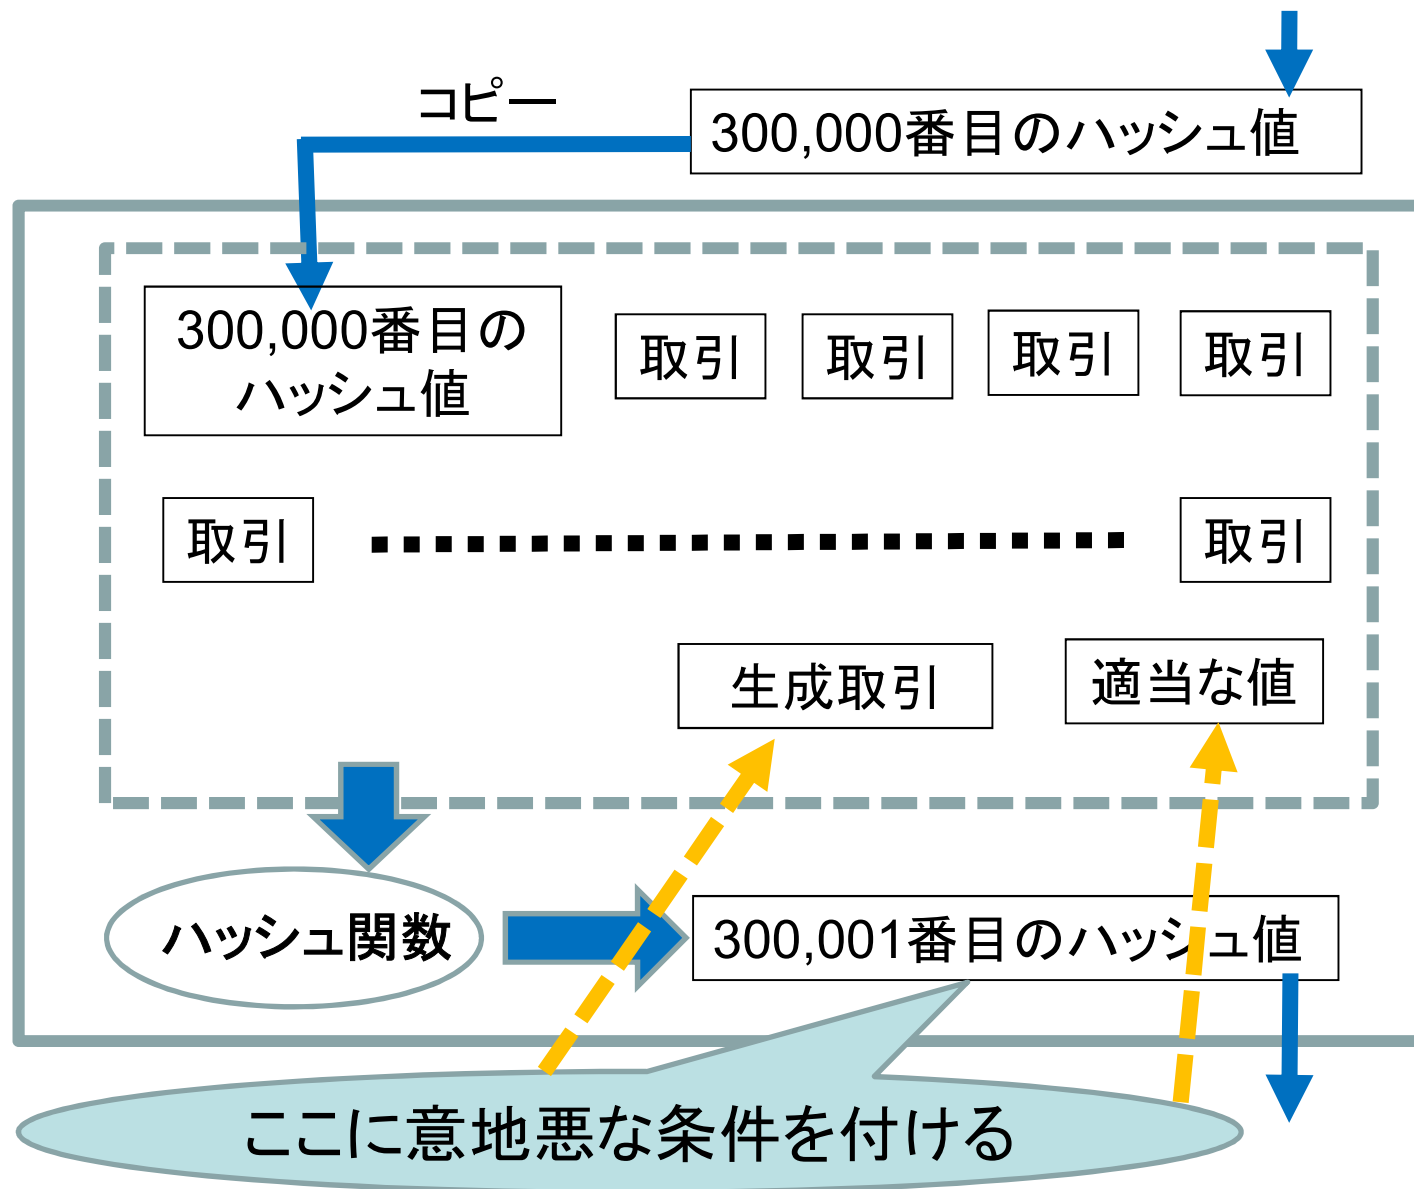 コピー
300,000番目のハッシュ値
300,000番目の
ハッシュ値
取引
取引
取引
取引
取引
取引
生成取引
適当な値
ハッシュ関数
300,001番目のハッシュ値
ここに意地悪な条件を付ける